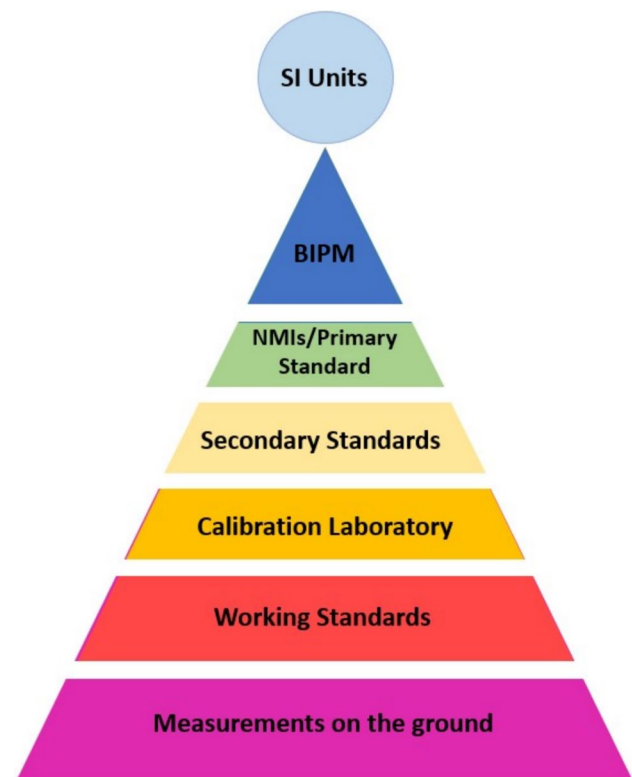 SI Units
BIPM
NMIs/Primary
Standard
Secondary Standards
Calibration Laboratory
Working Standards
Measurements on the ground